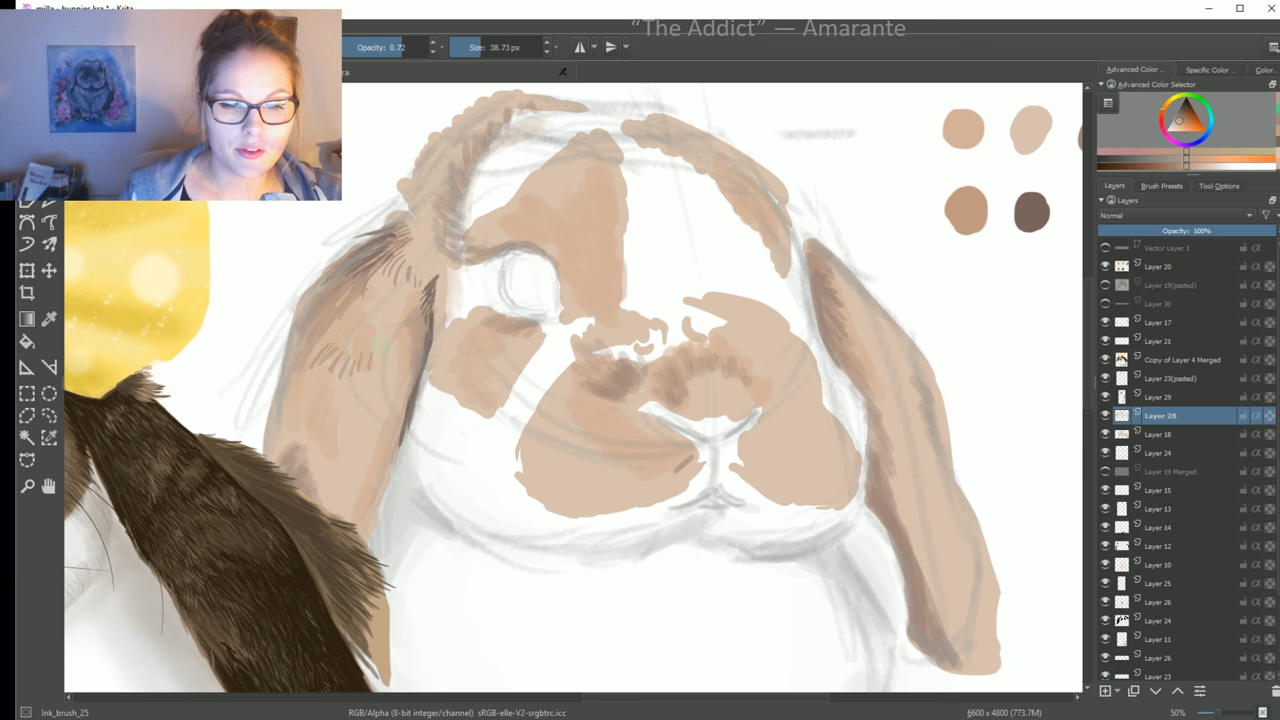 milla - bunnies.kra * - Krita
"The Addict" — Amarante
Opacity: 0.72
Size: 38.73 px
Advanced Color ...
Specific Color ...
Color...
Advanced Color Selector
Layers
Brush Presets
Tool Options
Layers
Normal
Opacity: 100%
Vector Layer 1
Layer 20
Layer 19(pasted)
Layer 30
Layer 17
Layer 21
Copy of Layer 4 Merged
Layer 23(pasted)
Layer 29
Layer 28
Layer 18
Layer 24
Layer 19 Merged
Layer 15
Layer 13
Layer 14
Layer 12
Layer 10
Layer 25
Layer 26
Layer 24
Layer 11
Layer 26
Layer 23
Ink_brush_25
RGB/Alpha (8-bit integer/channel) sRGB-elle-V2-srgbtrc.icc
6600 x 4800 (773.7M)
50%